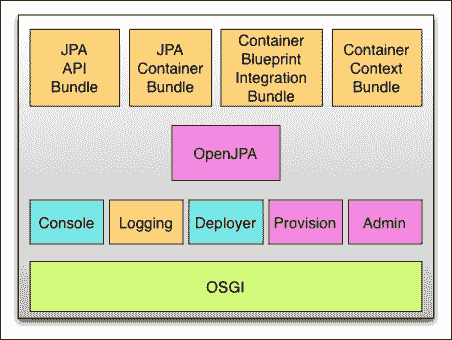 JPA
API
Bundle
JPA
Container
Bundle
Container
Blueprint
Integration
Bundle
Container
Context
Bundle
OpenJPA
Console
Logging
Deployer
Provision
Admin
OSGI